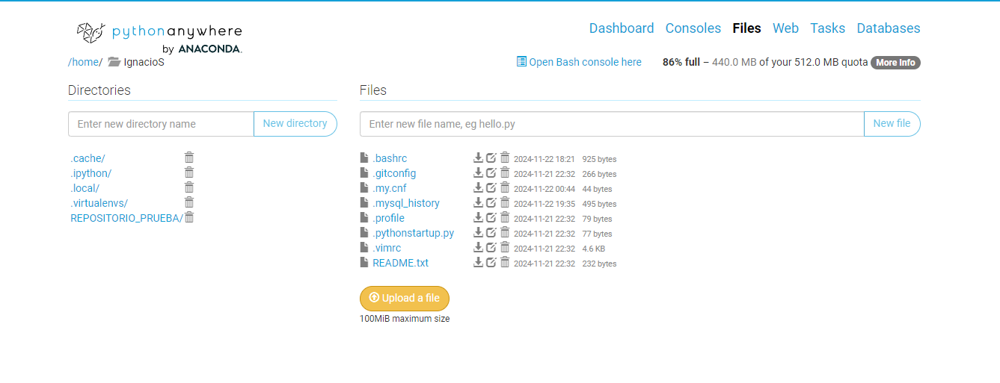 pythonanywhere
by ANACONDA.
Dashboard Consoles Files Web Tasks Databases
/home/ IgnacioS
Open Bash console here 86% full – 440.0 MB of your 512.0 MB quota More Info
Directories
Enter new directory name New directory
.cache/
.ipython/
.local/
.virtualenvs/
REPOSITORIO_PRUEBA/
Files
Enter new file name, eg hello.py New file
.bashrc 2024-11-22 18:21 925 bytes
.gitconfig 2024-11-21 22:32 266 bytes
.my.cnf 2024-11-22 00:44 44 bytes
.mysql_history 2024-11-22 19:35 495 bytes
.profile 2024-11-21 22:32 79 bytes
.pythonstartup.py 2024-11-21 22:32 77 bytes
.vimrc 2024-11-21 22:32 4.6 KB
README.txt 2024-11-21 22:32 232 bytes
Upload a file
100MiB maximum size